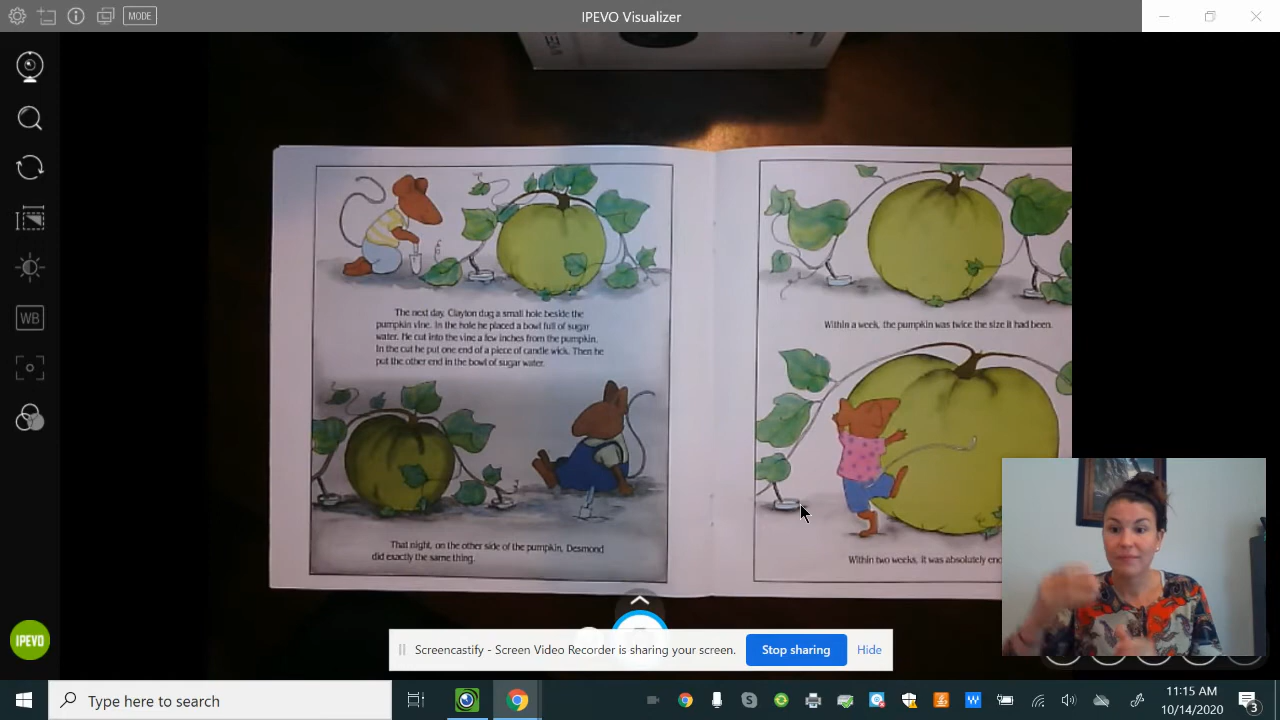 MODE
IPEVO Visualizer
WB
The next day, Clayton dug a small hole beside the
pumpkin vine. In the hole he placed a bowl full of sugar
water. He cut into the vine a few inches from the pumpkin.
In the cut he put one end of a piece of candle wick. Then he
put the other end in the bowl of sugar water.
That night, on the other side of the pumpkin, Desmond
did exactly the same thing.
Within a week, the pumpkin was twice the size it had been.
Within two weeks, it was absolutely
IPEVO
Screencastify - Screen Video Recorder is sharing your screen.
Stop sharing
Hide
Type here to search
11:15 AM
10/14/2020
3